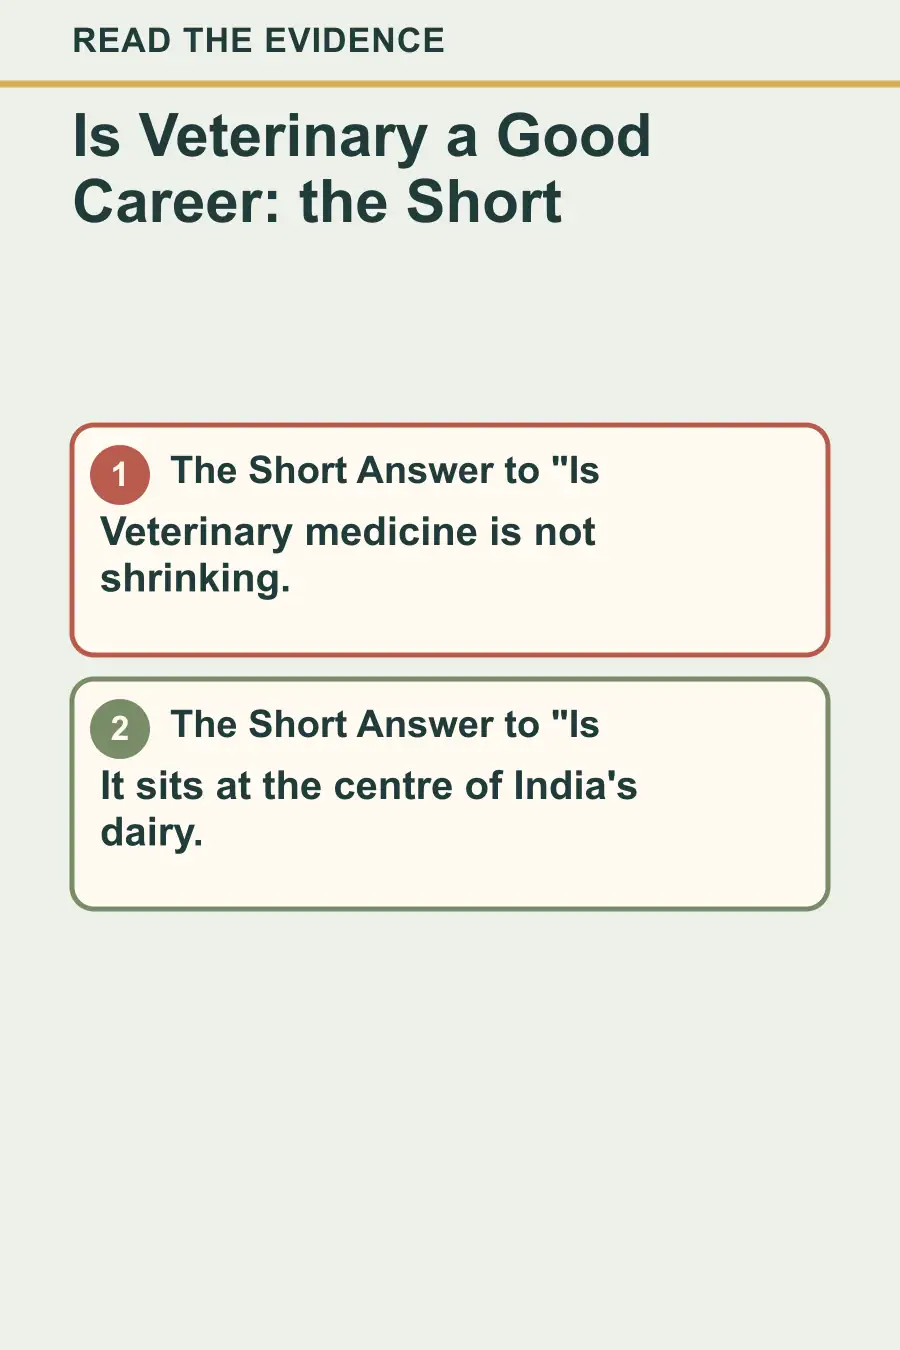 READ THE EVIDENCE
Is Veterinary a Good
Career: the Short
1 The Short Answer to "Is
Veterinary medicine is not
shrinking.
2 The Short Answer to "Is
It sits at the centre of India's
dairy.